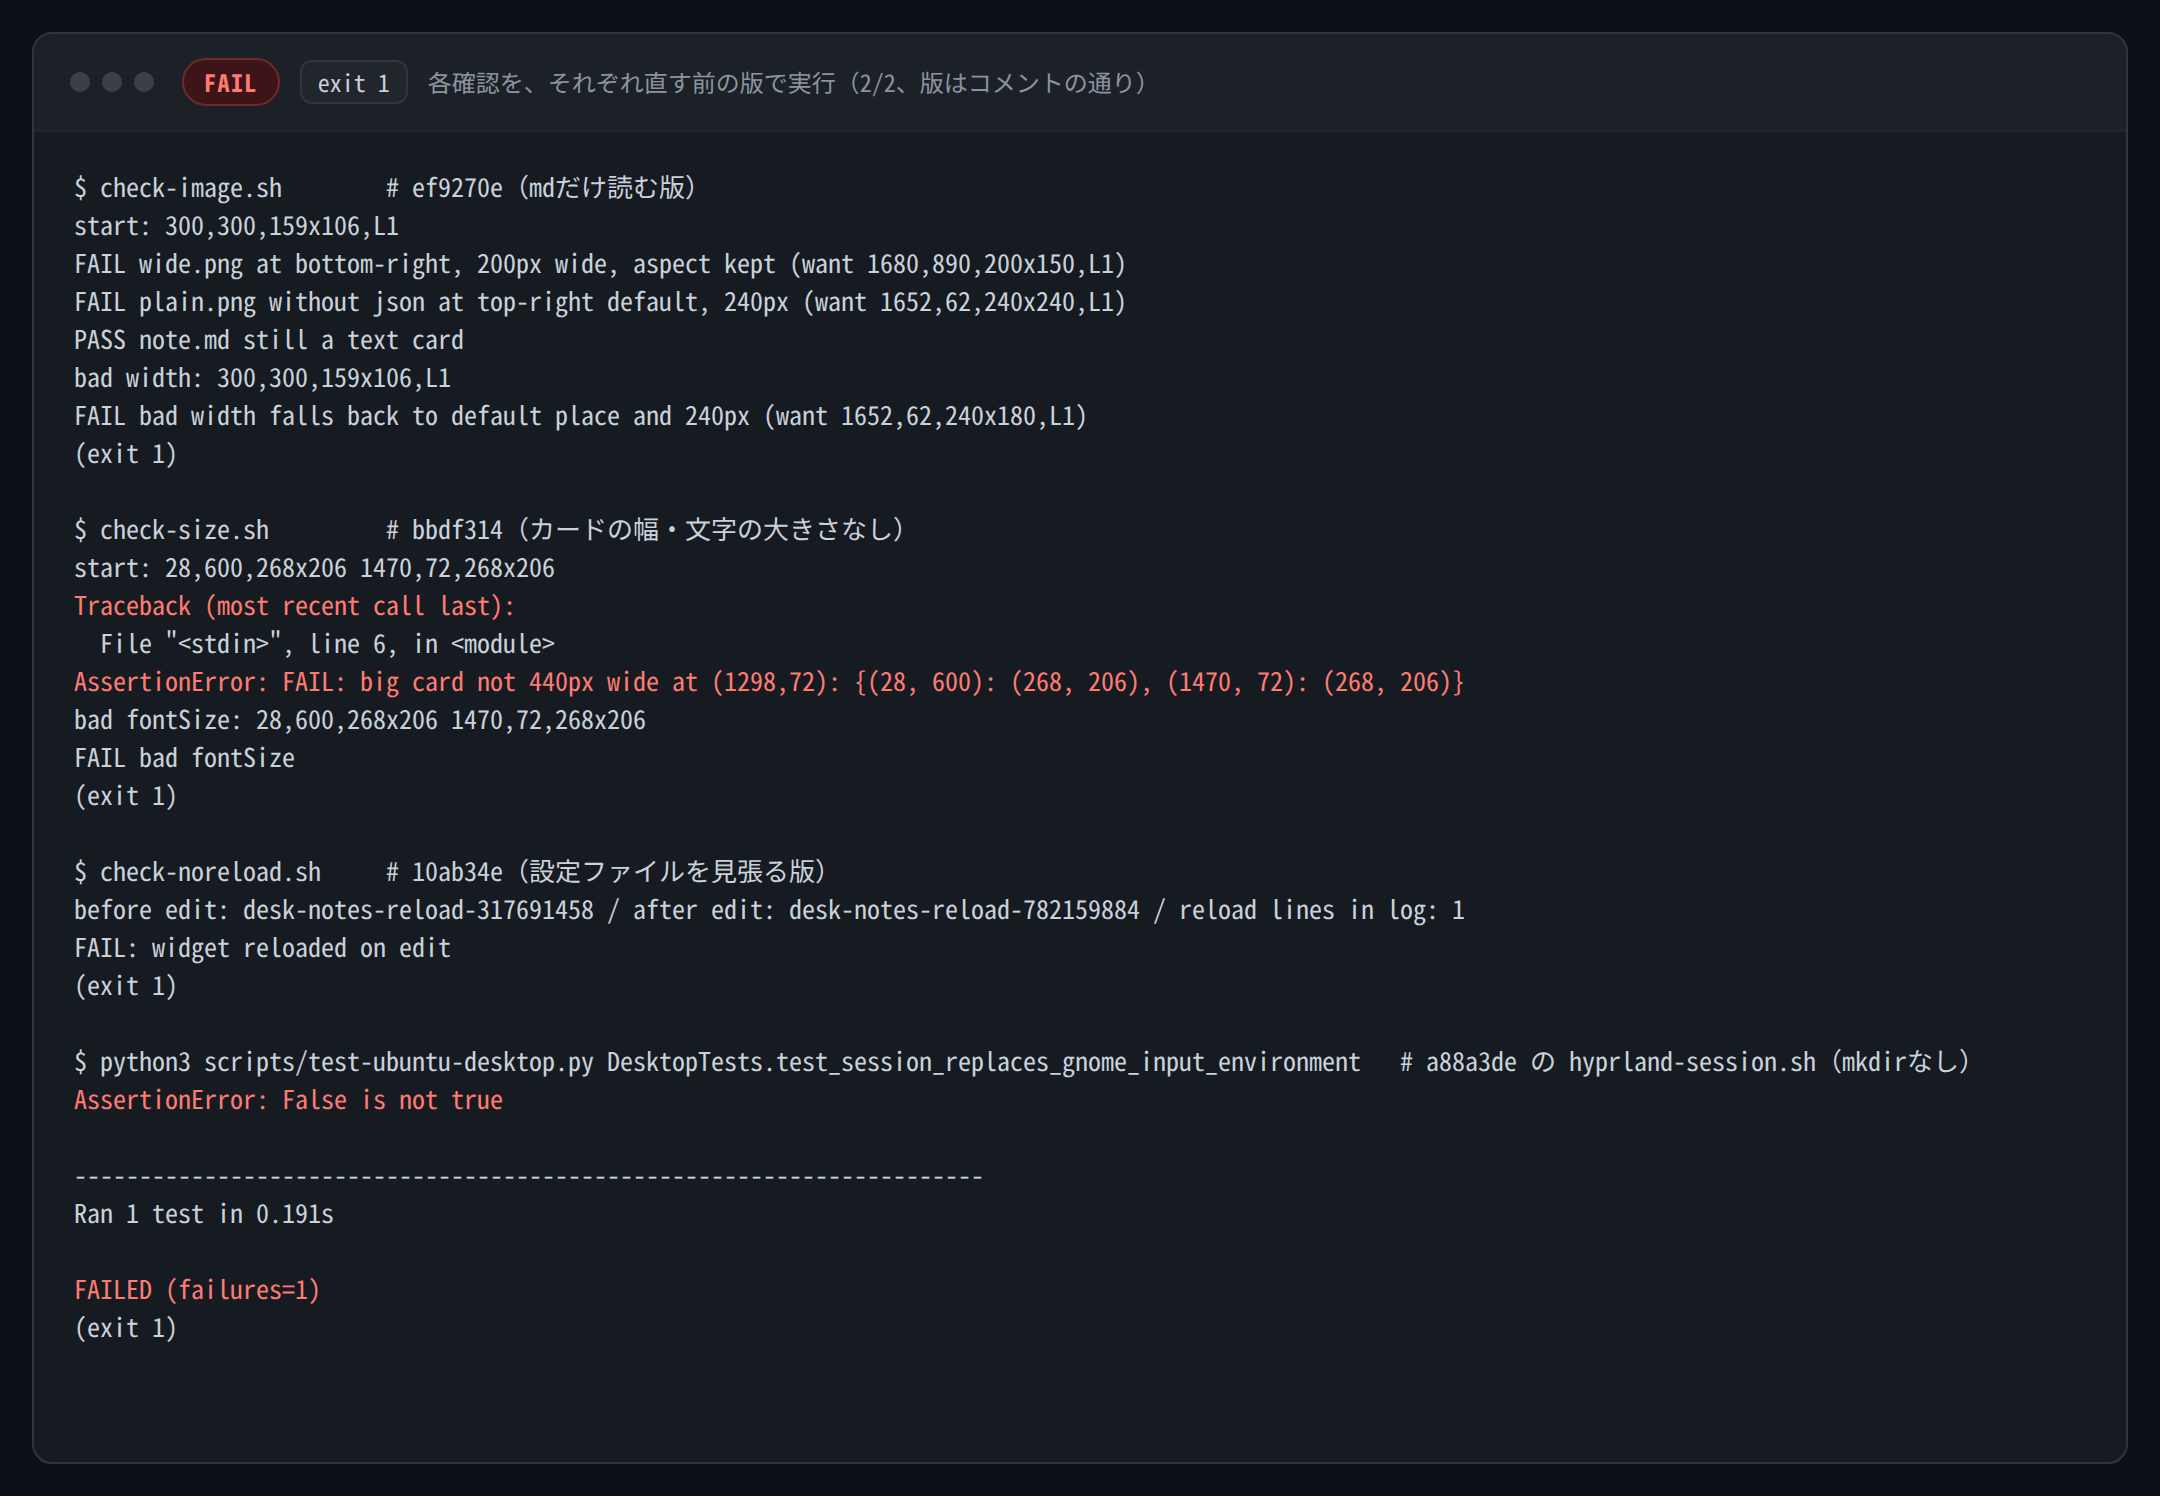 FAIL exit 1 各確認を、それぞれ直す前の版で実行（2/2、版はコメントの通り）
$ check-image.sh        # ef9270e（mdだけ読む版）
start: 300,300,159x106,L1
FAIL wide.png at bottom-right, 200px wide, aspect kept (want 1680,890,200x150,L1)
FAIL plain.png without json at top-right default, 240px (want 1652,62,240x240,L1)
PASS note.md still a text card
bad width: 300,300,159x106,L1
FAIL bad width falls back to default place and 240px (want 1652,62,240x180,L1)
(exit 1)
$ check-size.sh         # bbdf314（カードの幅・文字の大きさなし）
start: 28,600,268x206 1470,72,268x206
Traceback (most recent call last):
  File "<stdin>", line 6, in <module>
AssertionError: FAIL: big card not 440px wide at (1298,72): {(28, 600): (268, 206), (1470, 72): (268, 206)}
bad fontSize: 28,600,268x206 1470,72,268x206
FAIL bad fontSize
(exit 1)
$ check-noreload.sh     # 10ab34e（設定ファイルを見張る版）
before edit: desk-notes-reload-317691458 / after edit: desk-notes-reload-782159884 / reload lines in log: 1
FAIL: widget reloaded on edit
(exit 1)
$ python3 scripts/test-ubuntu-desktop.py DesktopTests.test_session_replaces_gnome_input_environment   # a88a3de の hyprland-session.sh（mkdirなし）
AssertionError: False is not true
----------------------------------------------------------------------
Ran 1 test in 0.191s
FAILED (failures=1)
(exit 1)